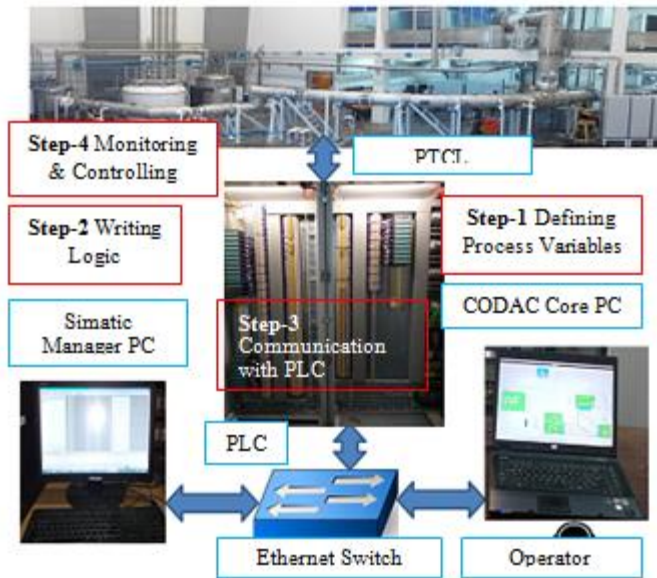 Step-4 Monitoring
& Controlling
PTCL
Step-2 Writing
Logic
Step-1 Defining
Process Variables
Simatic
Manager PC
Step-3
Communication
with PLC
CODAC Core PC
PLC
Ethernet Switch
Operator